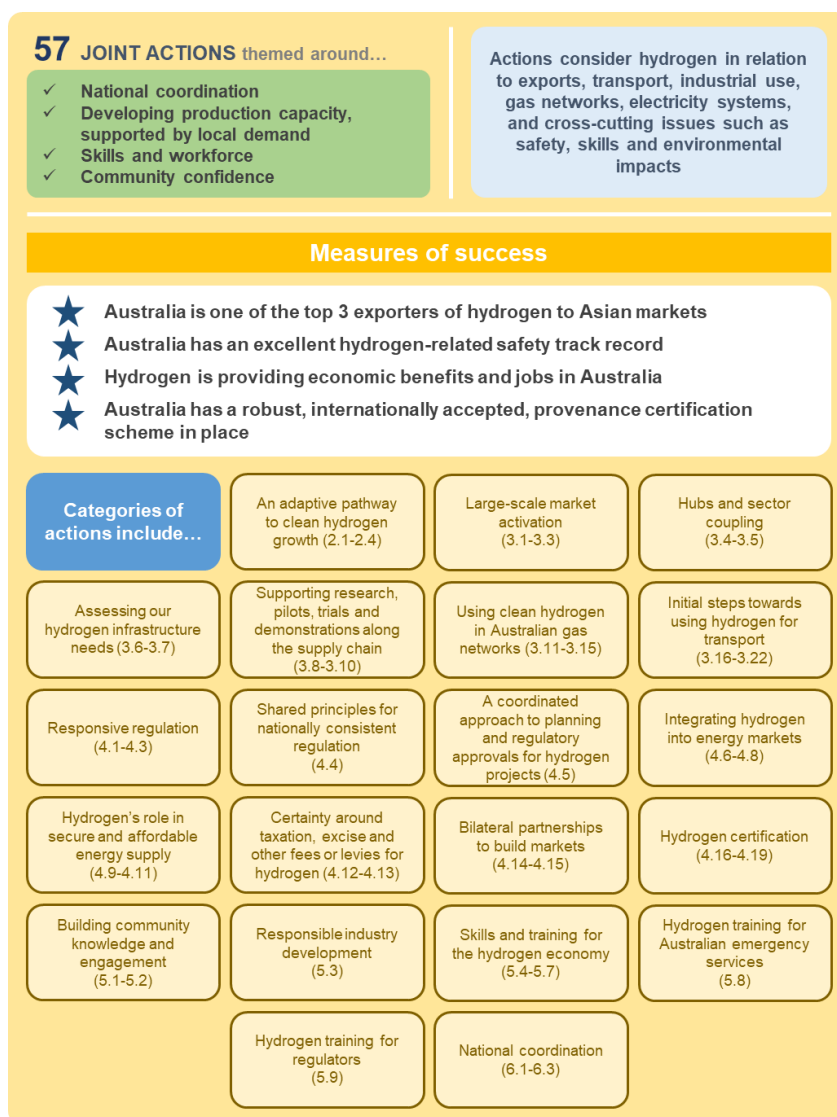 57 JOINT ACTIONS themed around…
✓ National coordination
✓ Developing production capacity,
supported by local demand
✓ Skills and workforce
✓ Community confidence
Actions consider hydrogen in relation
to exports, transport, industrial use,
gas networks, electricity systems,
and cross-cutting issues such as
safety, skills and environmental
impacts
Measures of success
Australia is one of the top 3 exporters of hydrogen to Asian markets
Australia has an excellent hydrogen-related safety track record
Hydrogen is providing economic benefits and jobs in Australia
Australia has a robust, internationally accepted, provenance certification
scheme in place
Categories of
actions include…
An adaptive pathway
to clean hydrogen
growth (2.1-2.4)
Large-scale market
activation
(3.1-3.3)
Hubs and sector
coupling
(3.4-3.5)
Assessing our
hydrogen infrastructure
needs (3.6-3.7)
Supporting research,
pilots, trials and
demonstrations along
the supply chain
(3.8-3.10)
Using clean hydrogen
in Australian gas
networks (3.11-3.15)
Initial steps towards
using hydrogen for
transport
(3.16-3.22)
Responsive regulation
(4.1-4.3)
Shared principles for
nationally consistent
regulation
(4.4)
A coordinated
approach to planning
and regulatory
approvals for hydrogen
projects (4.5)
Integrating hydrogen
into energy markets
(4.6-4.8)
Hydrogen’s role in
secure and affordable
energy supply
(4.9-4.11)
Certainty around
taxation, excise and
other fees or levies for
hydrogen (4.12-4.13)
Bilateral partnerships
to build markets
(4.14-4.15)
Hydrogen certification
(4.16-4.19)
Building community
knowledge and
engagement
(5.1-5.2)
Responsible industry
development
(5.3)
Skills and training for
the hydrogen economy
(5.4-5.7)
Hydrogen training for
Australian emergency
services
(5.8)
Hydrogen training for
regulators
(5.9)
National coordination
(6.1-6.3)